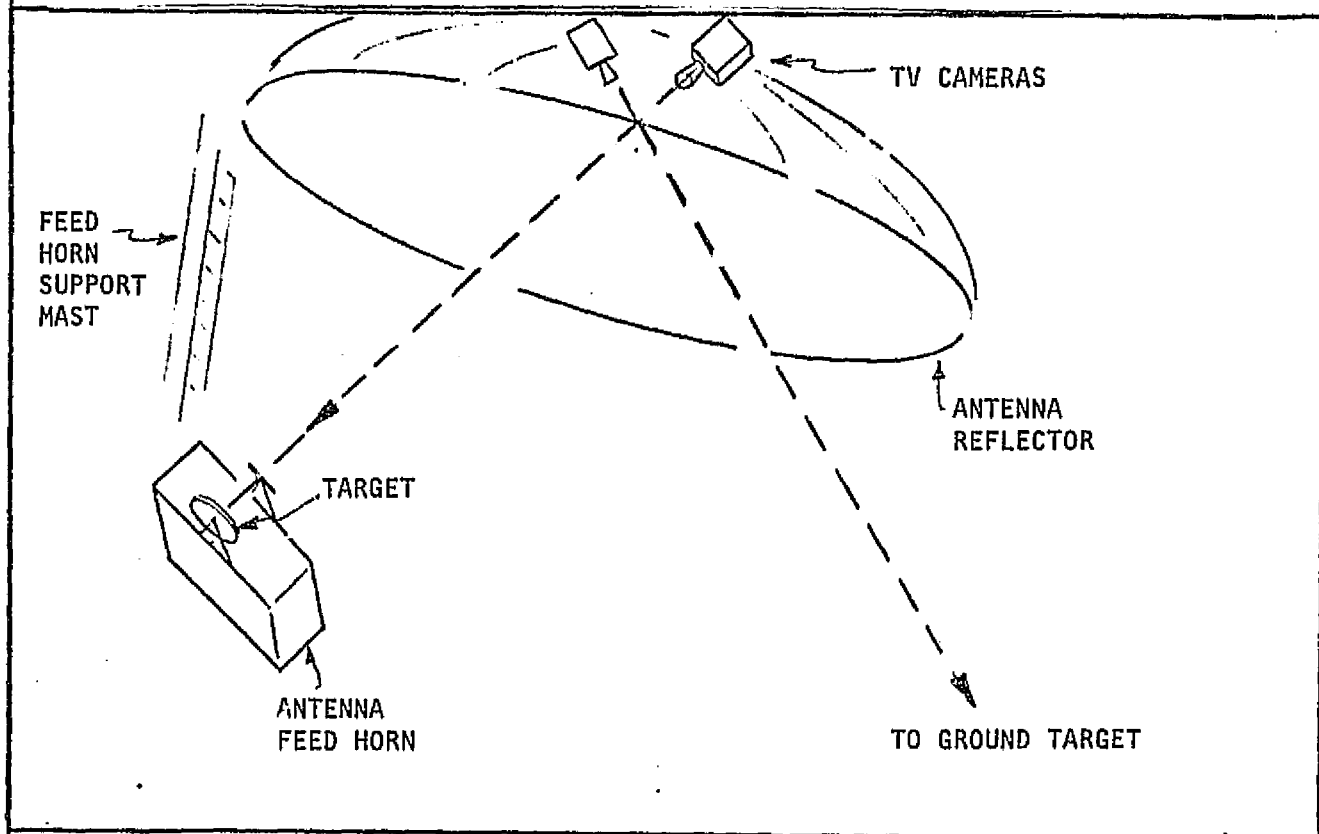 TV CAMERAS
FEED
HORN
SUPPORT
MAST
ANTENNA
REFLECTOR
TARGET
ANTENNA
FEED HORN
TO GROUND TARGET